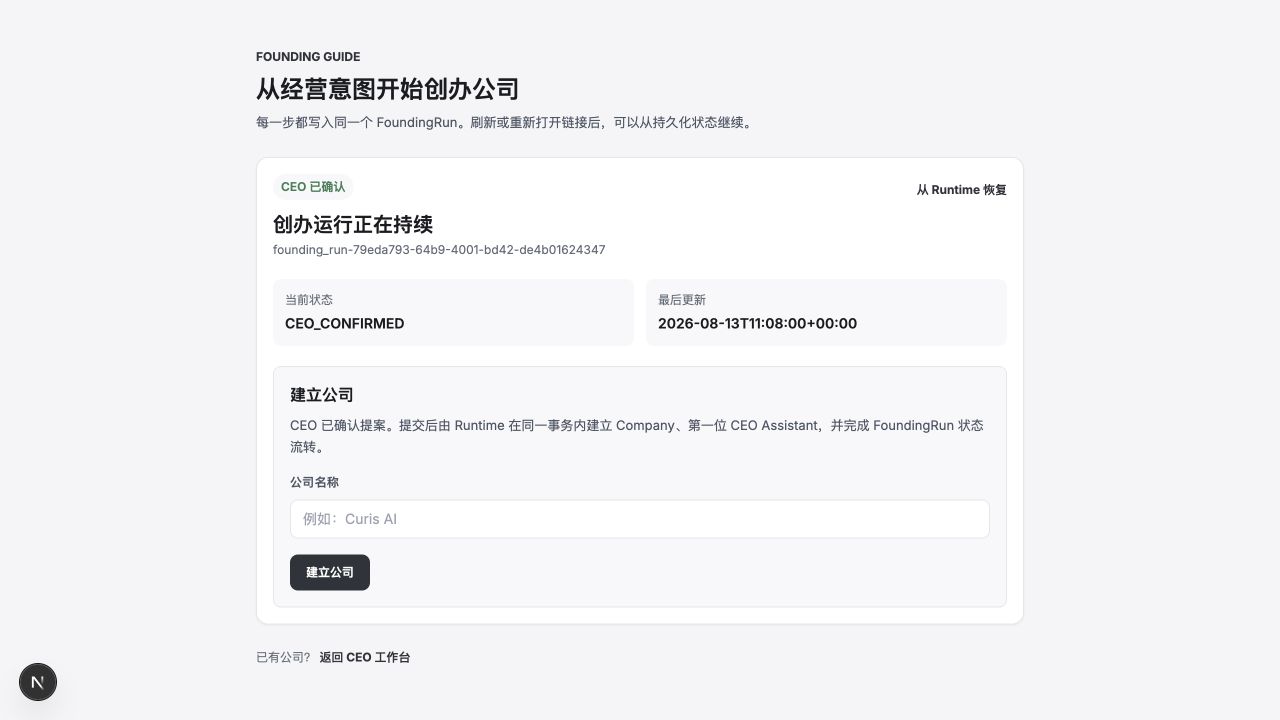 FOUNDING GUIDE
从经营意图开始创办公司
每一步都写入同一个 FoundingRun。刷新或重新打开链接后，可以从持久化状态继续。
CEO 已确认
从 Runtime 恢复
创办运行正在持续
founding_run-79eda793-64b9-4001-bd42-de4b01624347
当前状态
CEO_CONFIRMED
最后更新
2026-08-13T11:08:00+00:00
建立公司
CEO 已确认提案。提交后由 Runtime 在同一事务内建立 Company、第一位 CEO Assistant，并完成 FoundingRun 状态
流转。
公司名称
例如：Curis AI
建立公司
已有公司？ 返回 CEO 工作台
N